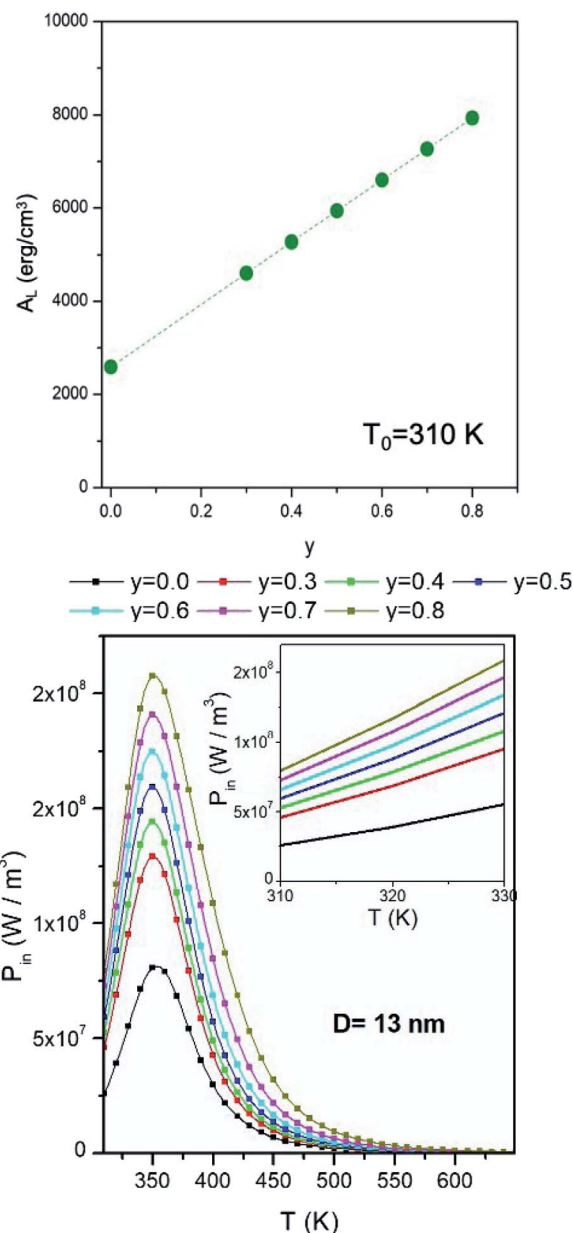 10000
8000
6000
4000
2000
0
A_L (erg/cm³)
T₀=310 K
0.0 0.2 0.4 0.6 0.8
y
y=0.0 y=0.3 y=0.4 y=0.5
y=0.6 y=0.7 y=0.8
2x10⁸
2x10⁸
1x10⁸
5x10⁷
0
P_in (W / m³)
2x10⁸
1x10⁸
5x10⁷
0
P_in (W / m³)
310 320 330
T (K)
D= 13 nm
350 400 450 500 550 600
T (K)